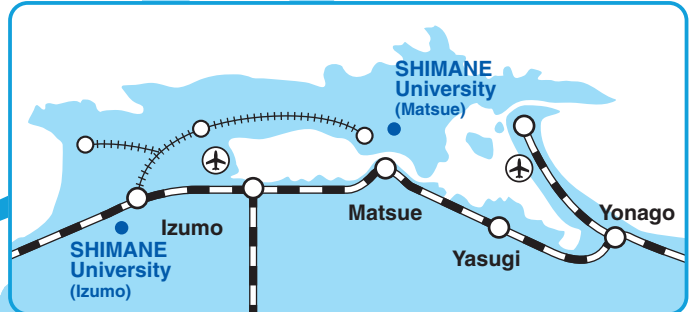 SHIMANE
University
(Matsue)
Matsue
Izumo
Yonago
Yasugi
SHIMANE
University
(Izumo)